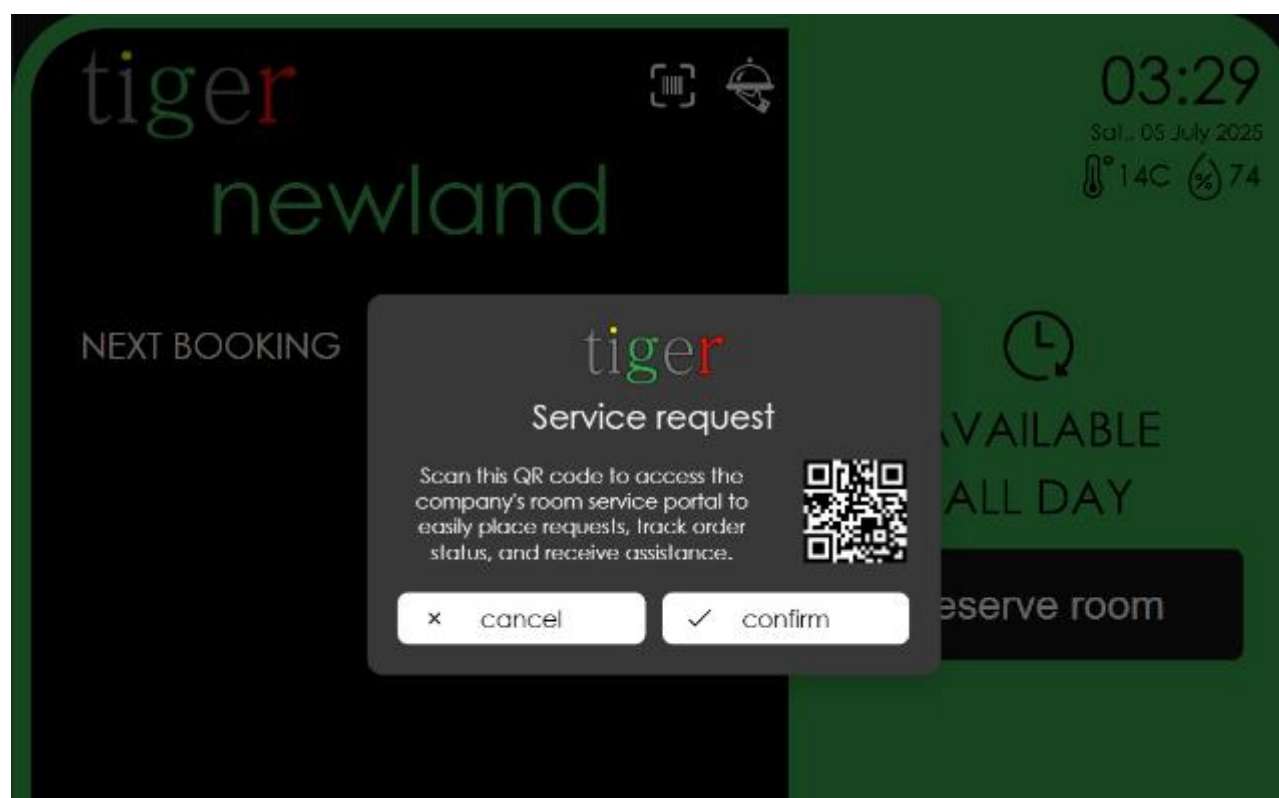 tiger
newland
03:29
Sat., 05 July 2025
14C 74
NEXT BOOKING
tiger
Service request
Scan this QR code to access the
company's room service portal to
easily place requests, track order
status, and receive assistance.
× cancel
✓ confirm
VAILABLE
ALL DAY
eserve room